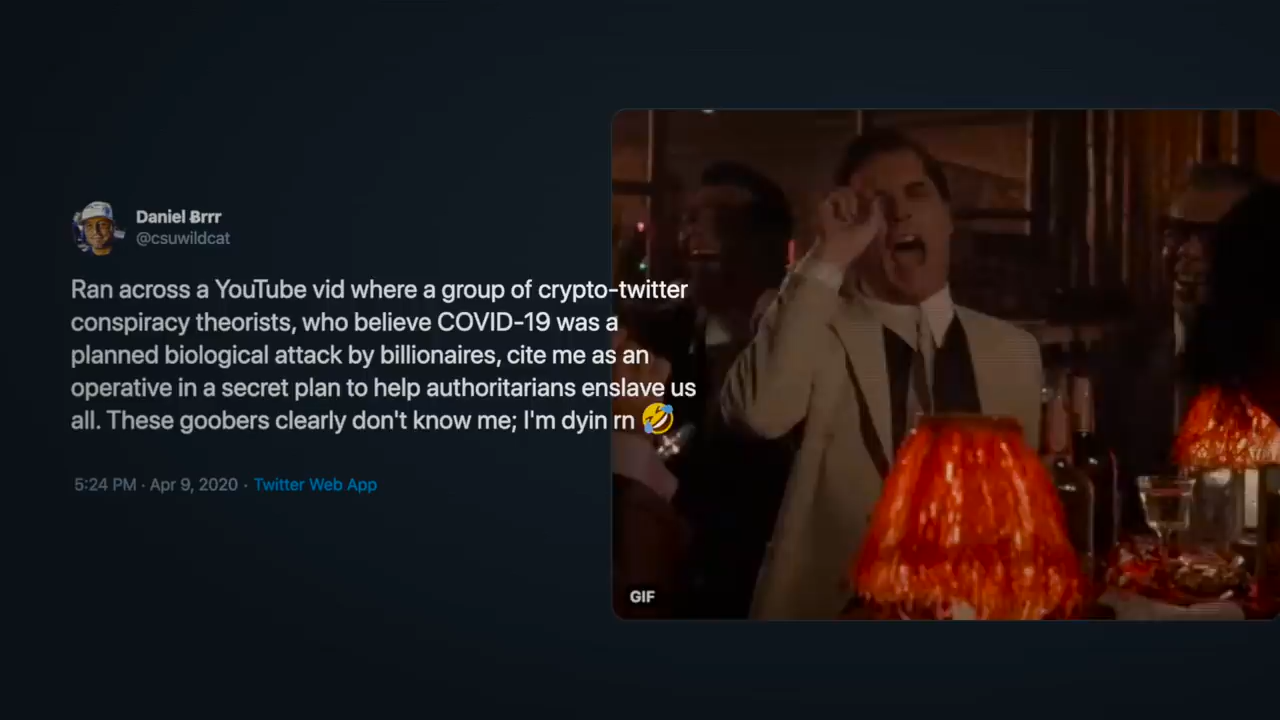 Daniel Brrr
@csuwildcat
Ran across a YouTube vid where a group of crypto-twitter
conspiracy theorists, who believe COVID-19 was a
planned biological attack by billionaires, cite me as an
operative in a secret plan to help authoritarians enslave us
all. These goobers clearly don't know me; I'm dyin rn 🤣
5:24 PM · Apr 9, 2020 · Twitter Web App
GIF